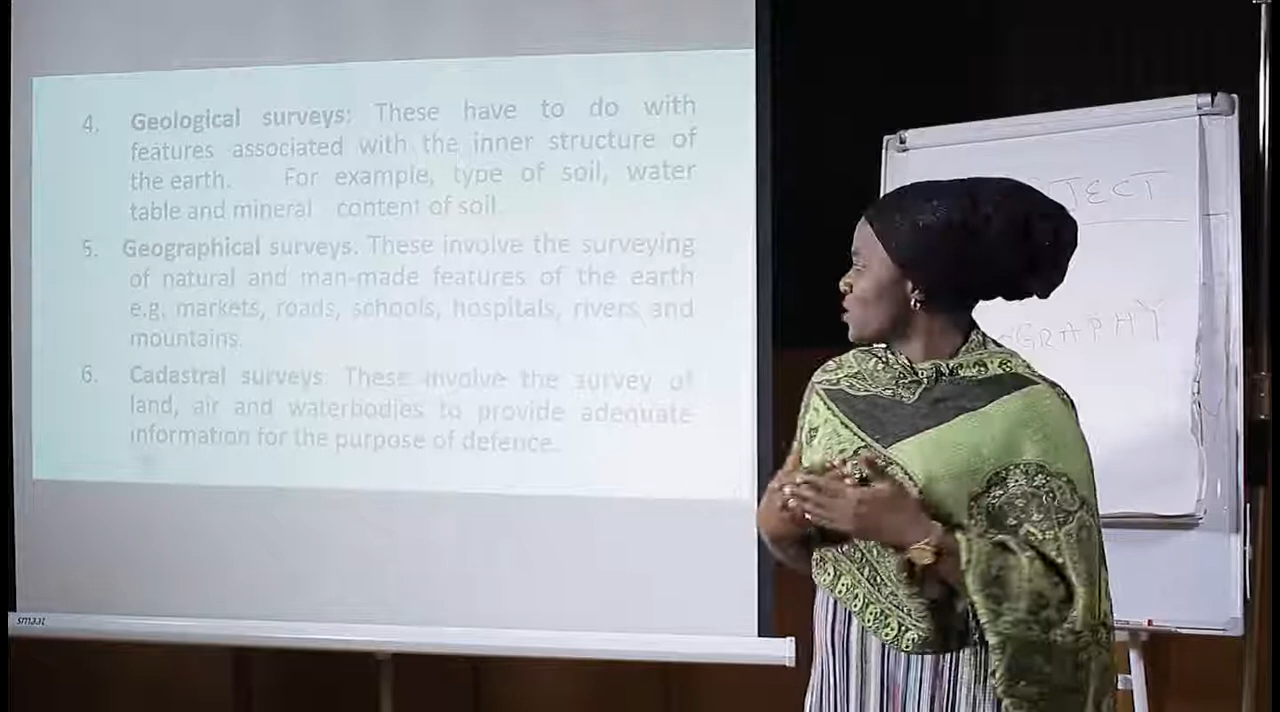 4. Geological surveys: These have to do with
features associated with the inner structure of
the earth. For example, type of soil, water
table and mineral content of soil.
5. Geographical surveys. These involve the surveying
of natural and man-made features of the earth
e.g. markets, roads, schools, hospitals, rivers and
mountains.
6. Cadastral surveys. These involve the survey of
land, air and waterbodies to provide adequate
information for the purpose of defence.
smaat
JECT
GRAPHY